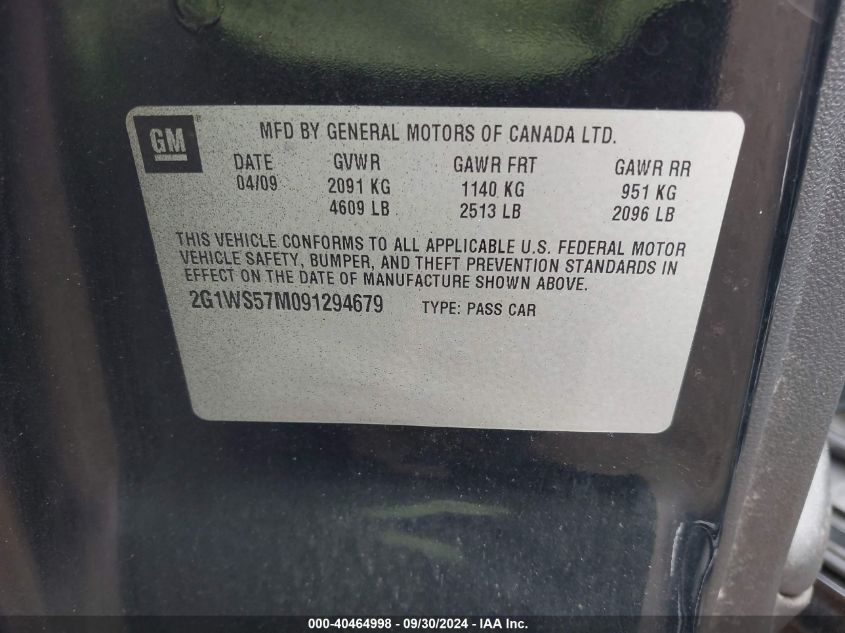 GM
MFD BY GENERAL MOTORS OF CANADA LTD.
DATE GVWR GAWR FRT GAWR RR
04/09 2091 KG 1140 KG 951 KG
4609 LB 2513 LB 2096 LB
THIS VEHICLE CONFORMS TO ALL APPLICABLE U.S. FEDERAL MOTOR
VEHICLE SAFETY, BUMPER, AND THEFT PREVENTION STANDARDS IN
EFFECT ON THE DATE OF MANUFACTURE SHOWN ABOVE.
2G1WS57M091294679 TYPE: PASS CAR
000-40464998 - 09/30/2024 - IAA Inc.